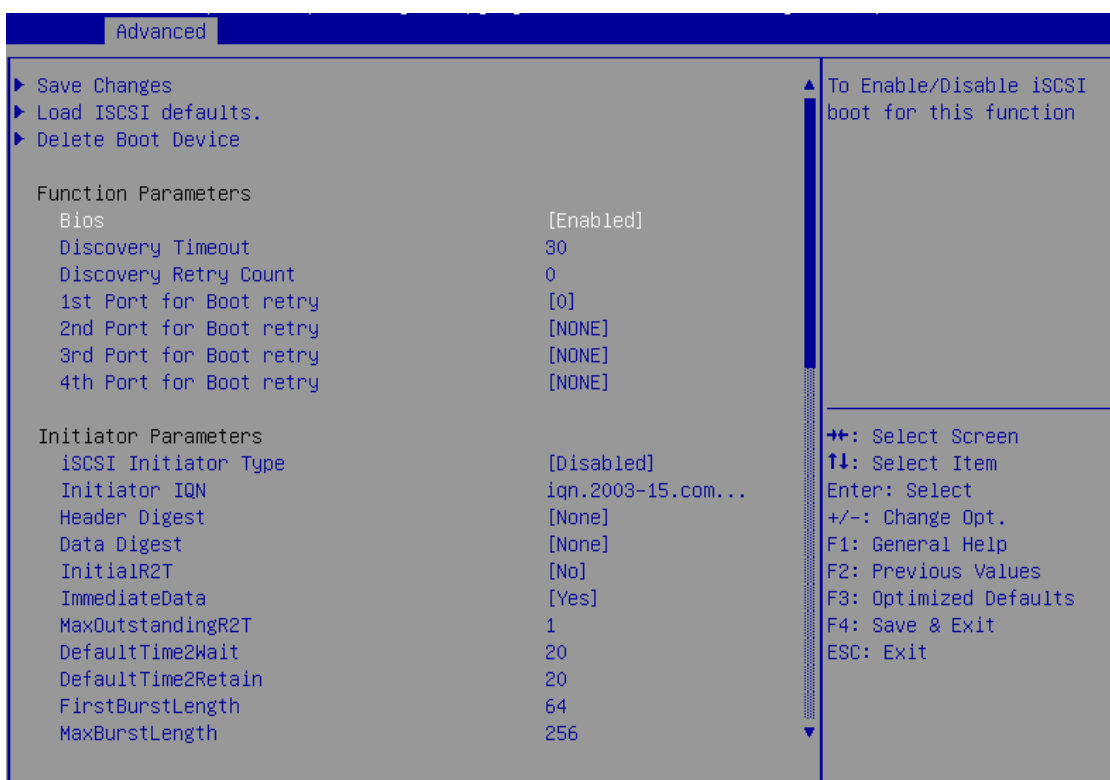 Advanced
Save Changes
Load ISCSI defaults.
Delete Boot Device
Function Parameters
Bios [Enabled]
Discovery Timeout 30
Discovery Retry Count 0
1st Port for Boot retry [0]
2nd Port for Boot retry [NONE]
3rd Port for Boot retry [NONE]
4th Port for Boot retry [NONE]
Initiator Parameters
iSCSI Initiator Type [Disabled]
Initiator IQN iqn.2003-15.com...
Header Digest [None]
Data Digest [None]
InitialR2T [No]
ImmediateData [Yes]
MaxOutstandingR2T 1
DefaultTime2Wait 20
DefaultTime2Retain 20
FirstBurstLength 64
MaxBurstLength 256
To Enable/Disable iSCSI
boot for this function
→←: Select Screen
↑↓: Select Item
Enter: Select
+/-: Change Opt.
F1: General Help
F2: Previous Values
F3: Optimized Defaults
F4: Save & Exit
ESC: Exit